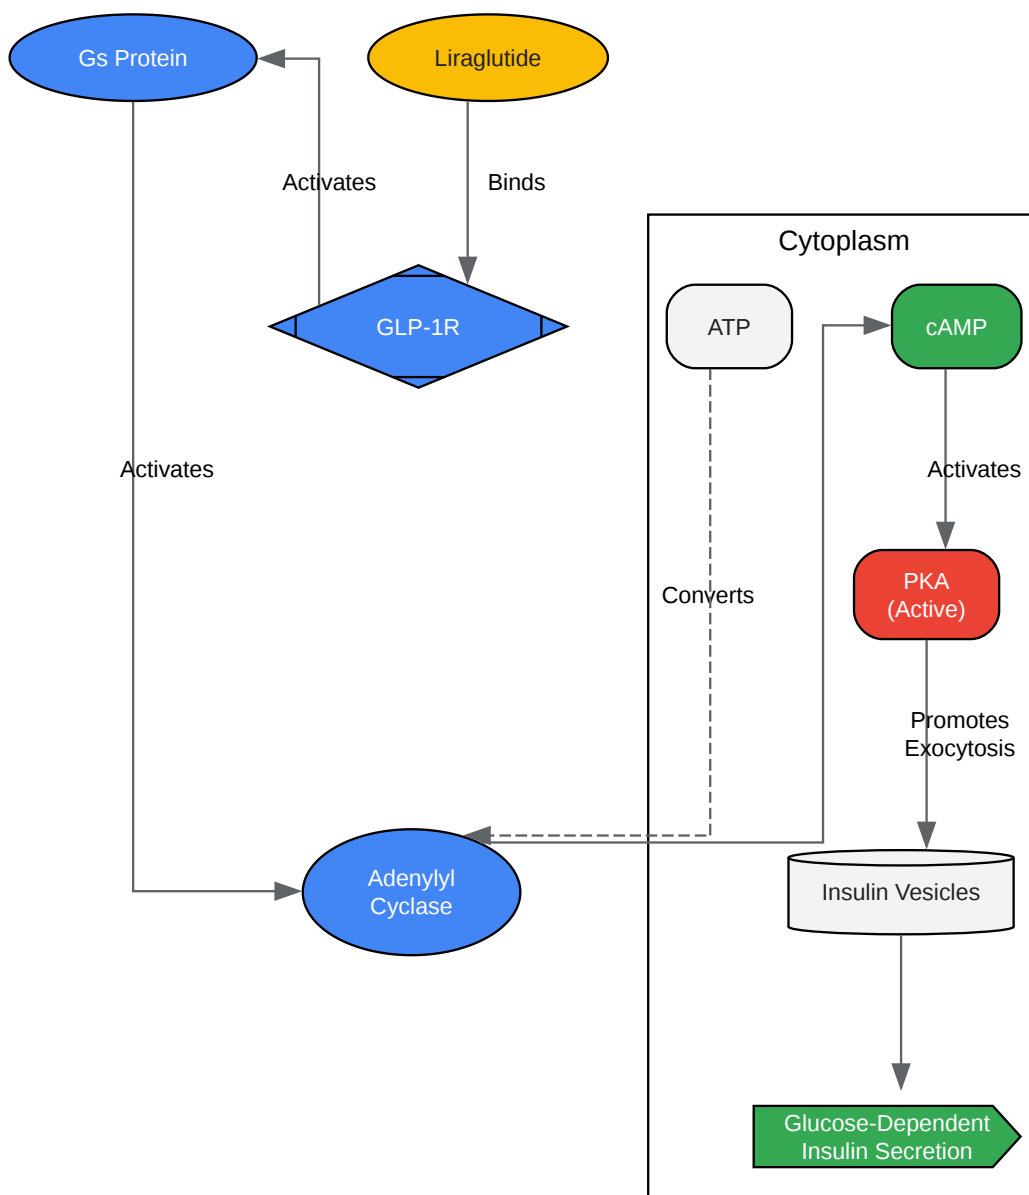 Gs Protein
Liraglutide
Activates
Binds
Cytoplasm
GLP-1R
ATP
cAMP
Activates
Activates
Converts
PKA
(Active)
Promotes
Exocytosis
Adenylyl
Cyclase
Insulin Vesicles
Glucose-Dependent
Insulin Secretion